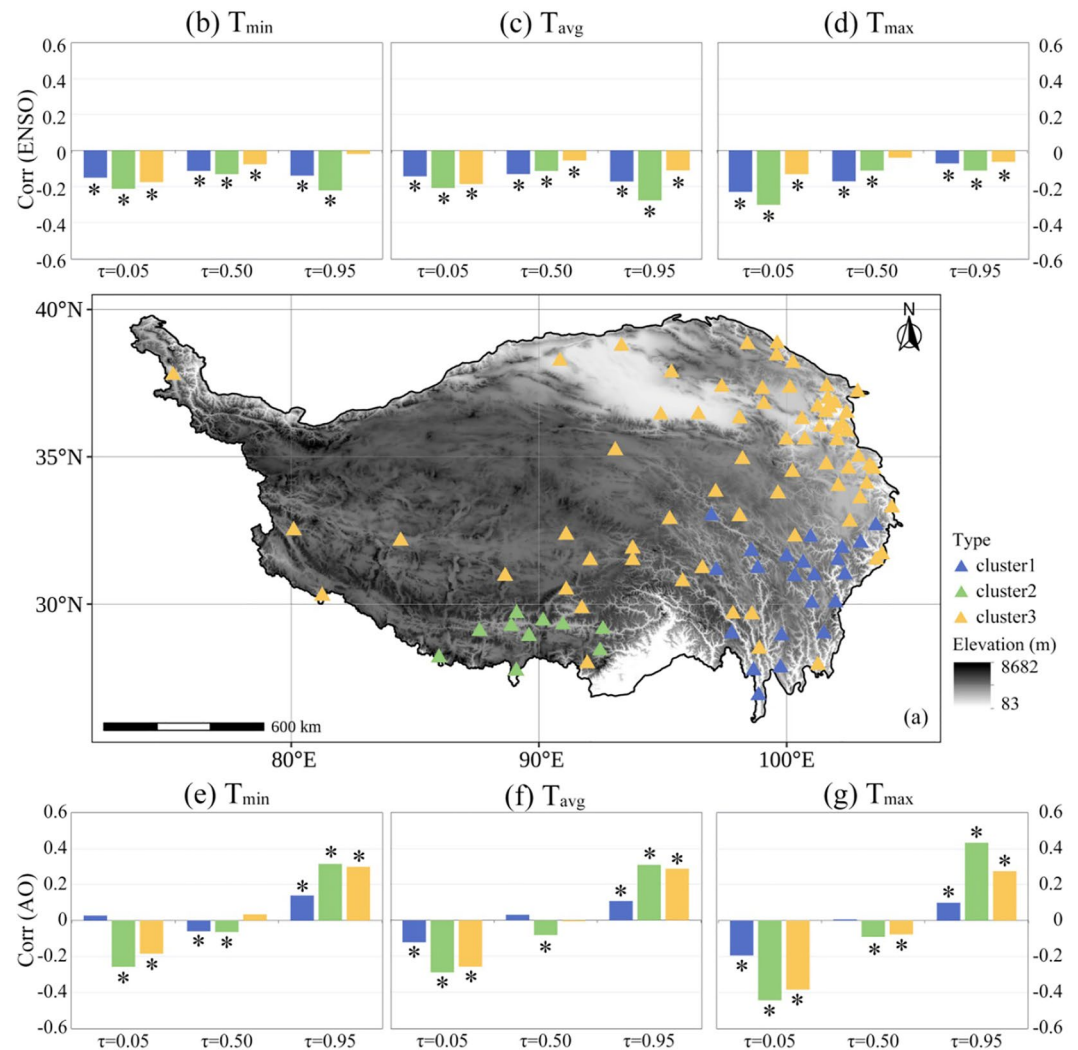 (b) Tmin (c) Tavg (d) Tmax
Corr (ENSO)
0.6 0.6
0.4 0.4
0.2 0.2
0 0
-0.2 -0.2
-0.4 -0.4
-0.6 -0.6
* * * * * * * *
* * * * * * * * *
* * * * * * * *
τ=0.05 τ=0.50 τ=0.95 τ=0.05 τ=0.50 τ=0.95 τ=0.05 τ=0.50 τ=0.95
40°N
35°N
30°N
N
Type
cluster1
cluster2
cluster3
Elevation (m)
8682
83
600 km
(a)
80°E 90°E 100°E
(e) Tmin (f) Tavg (g) Tmax
Corr (AO)
0.6 0.6
0.4 0.4
0.2 0.2
0 0
-0.2 -0.2
-0.4 -0.4
-0.6 -0.6
* * * * * * *
* * * * * * *
* * * * * * * *
τ=0.05 τ=0.50 τ=0.95 τ=0.05 τ=0.50 τ=0.95 τ=0.05 τ=0.50 τ=0.95